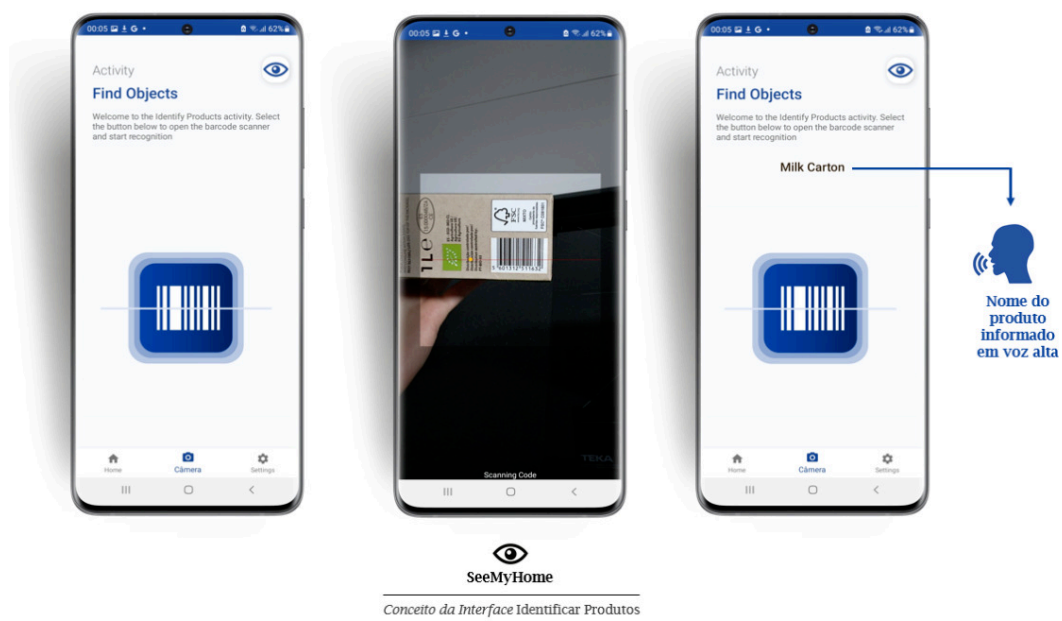 00:05
62%
Activity
Find Objects
Welcome to the Identify Products activity. Select
the button below to open the barcode scanner
and start recognition
Home
Câmera
Settings
00:05
62%
1L
FSC
TEKA
Scanning Code
00:05
62%
Activity
Find Objects
Welcome to the Identify Products activity. Select
the button below to open the barcode scanner
and start recognition
Milk Carton
Home
Câmera
Settings
Nome do
produto
informado
em voz alta
SeeMyHome
Conceito da Interface Identificar Produtos